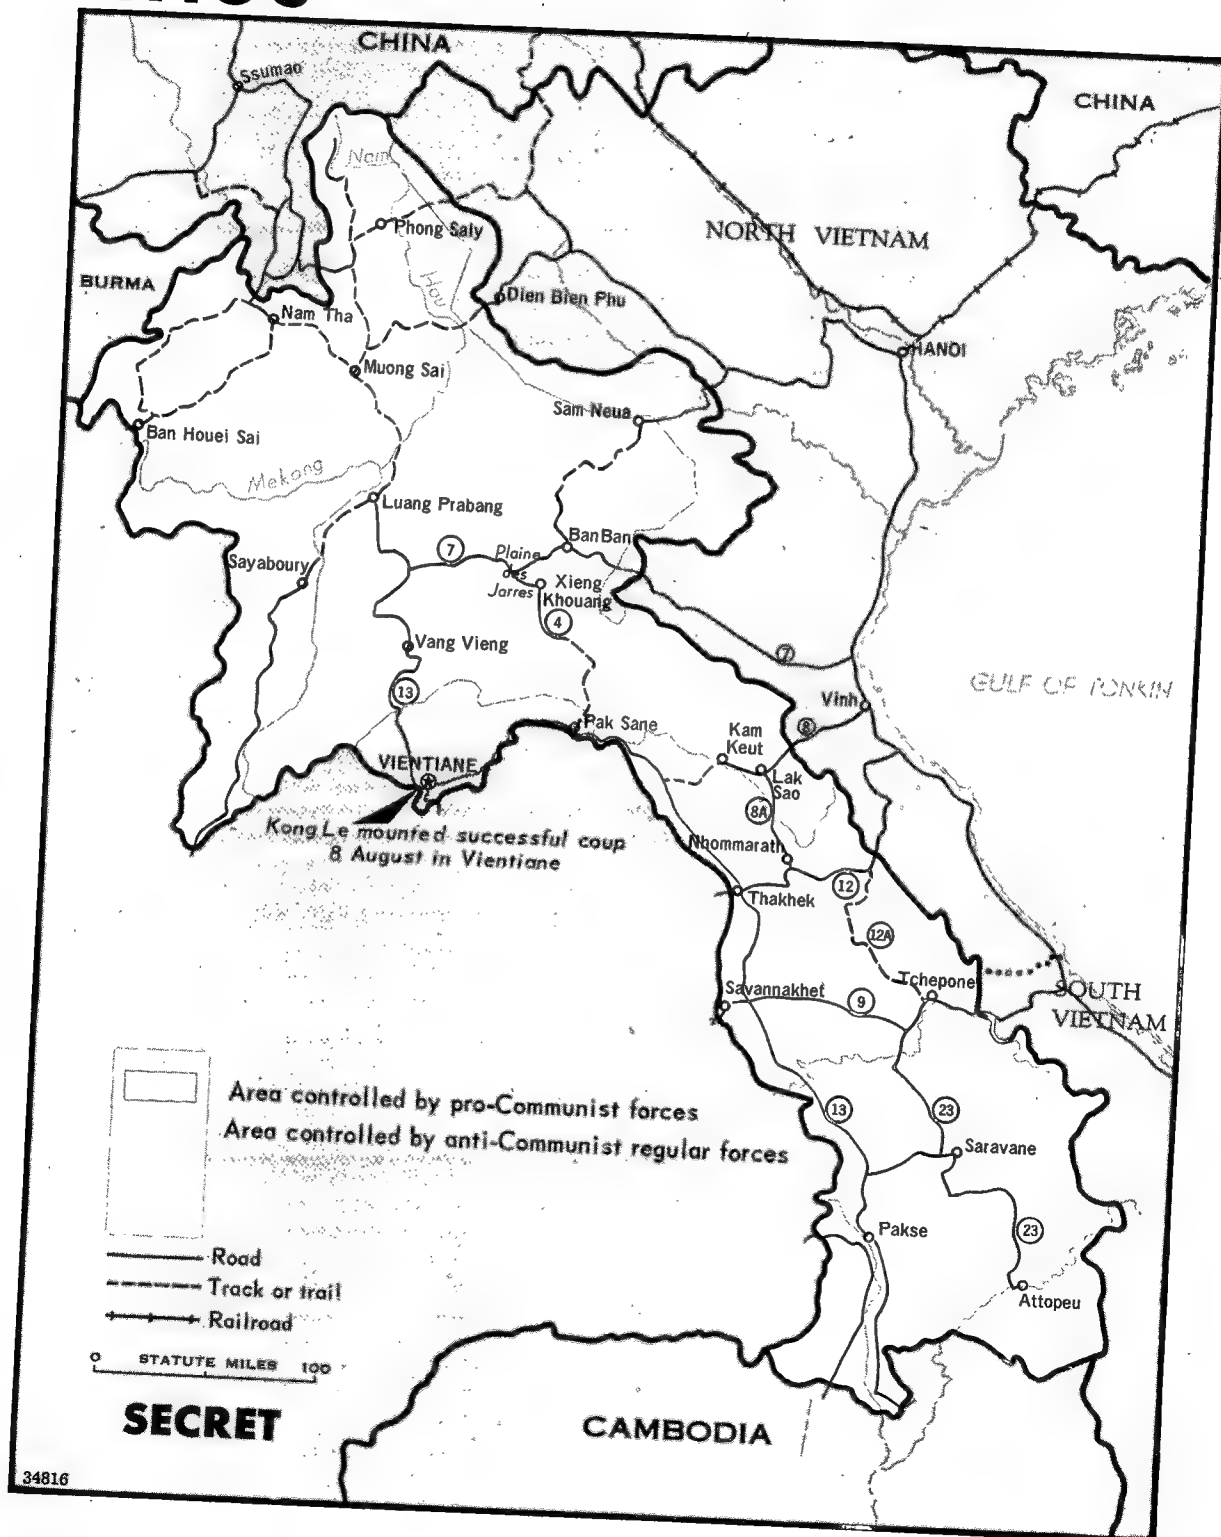 CHINA
Ssumao
CHINA
Nam
Phong Saly
NORTH VIETNAM
BURMA
Hou
Dien Bien Phu
Nam Tha
HANOI
Muong Sai
Sam Neua
Ban Houei Sai
Mekong
Luang Prabang
BanBan
7
Plaine
des
Jarres
Sayaboury
Xieng
Khouang
4
Vang Vieng
7
13
GULF OF TONKIN
Vinh
Pak Sane
Kam
Keut
8
VIENTIANE
Lak
Sao
8A
Kong Le mounted successful coup
8 August in Vientiane
Nhommarath
12
Thakhek
12A
Tchepone
Savannakhet
9
SOUTH
VIETNAM
Area controlled by pro-Communist forces
13
23
Area controlled by anti-Communist regular forces
Saravane
Pakse
23
Road
Track or trail
Attopeu
Railroad
0 STATUTE MILES 100
SECRET
CAMBODIA
34816